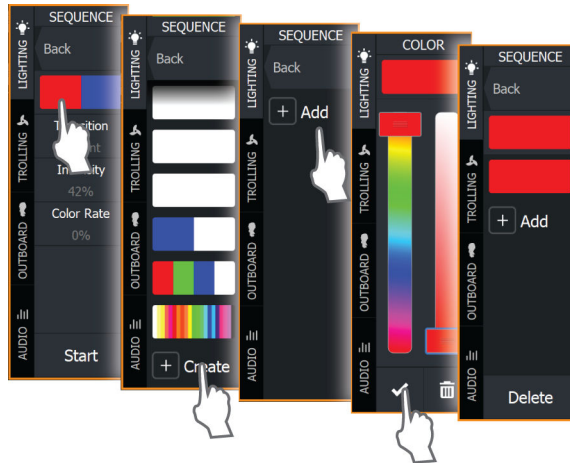 SEQUENCE
Back
Intensity
42%
Color Rate
0%
Start
LIGHTING
TROLLING
OUTBOARD
AUDIO
SEQUENCE
Back
Create
LIGHTING
TROLLING
OUTBOARD
AUDIO
SEQUENCE
Back
+ Add
LIGHTING
TROLLING
OUTBOARD
AUDIO
COLOR
LIGHTING
TROLLING
OUTBOARD
AUDIO
SEQUENCE
Back
+ Add
Delete
LIGHTING
TROLLING
OUTBOARD
AUDIO